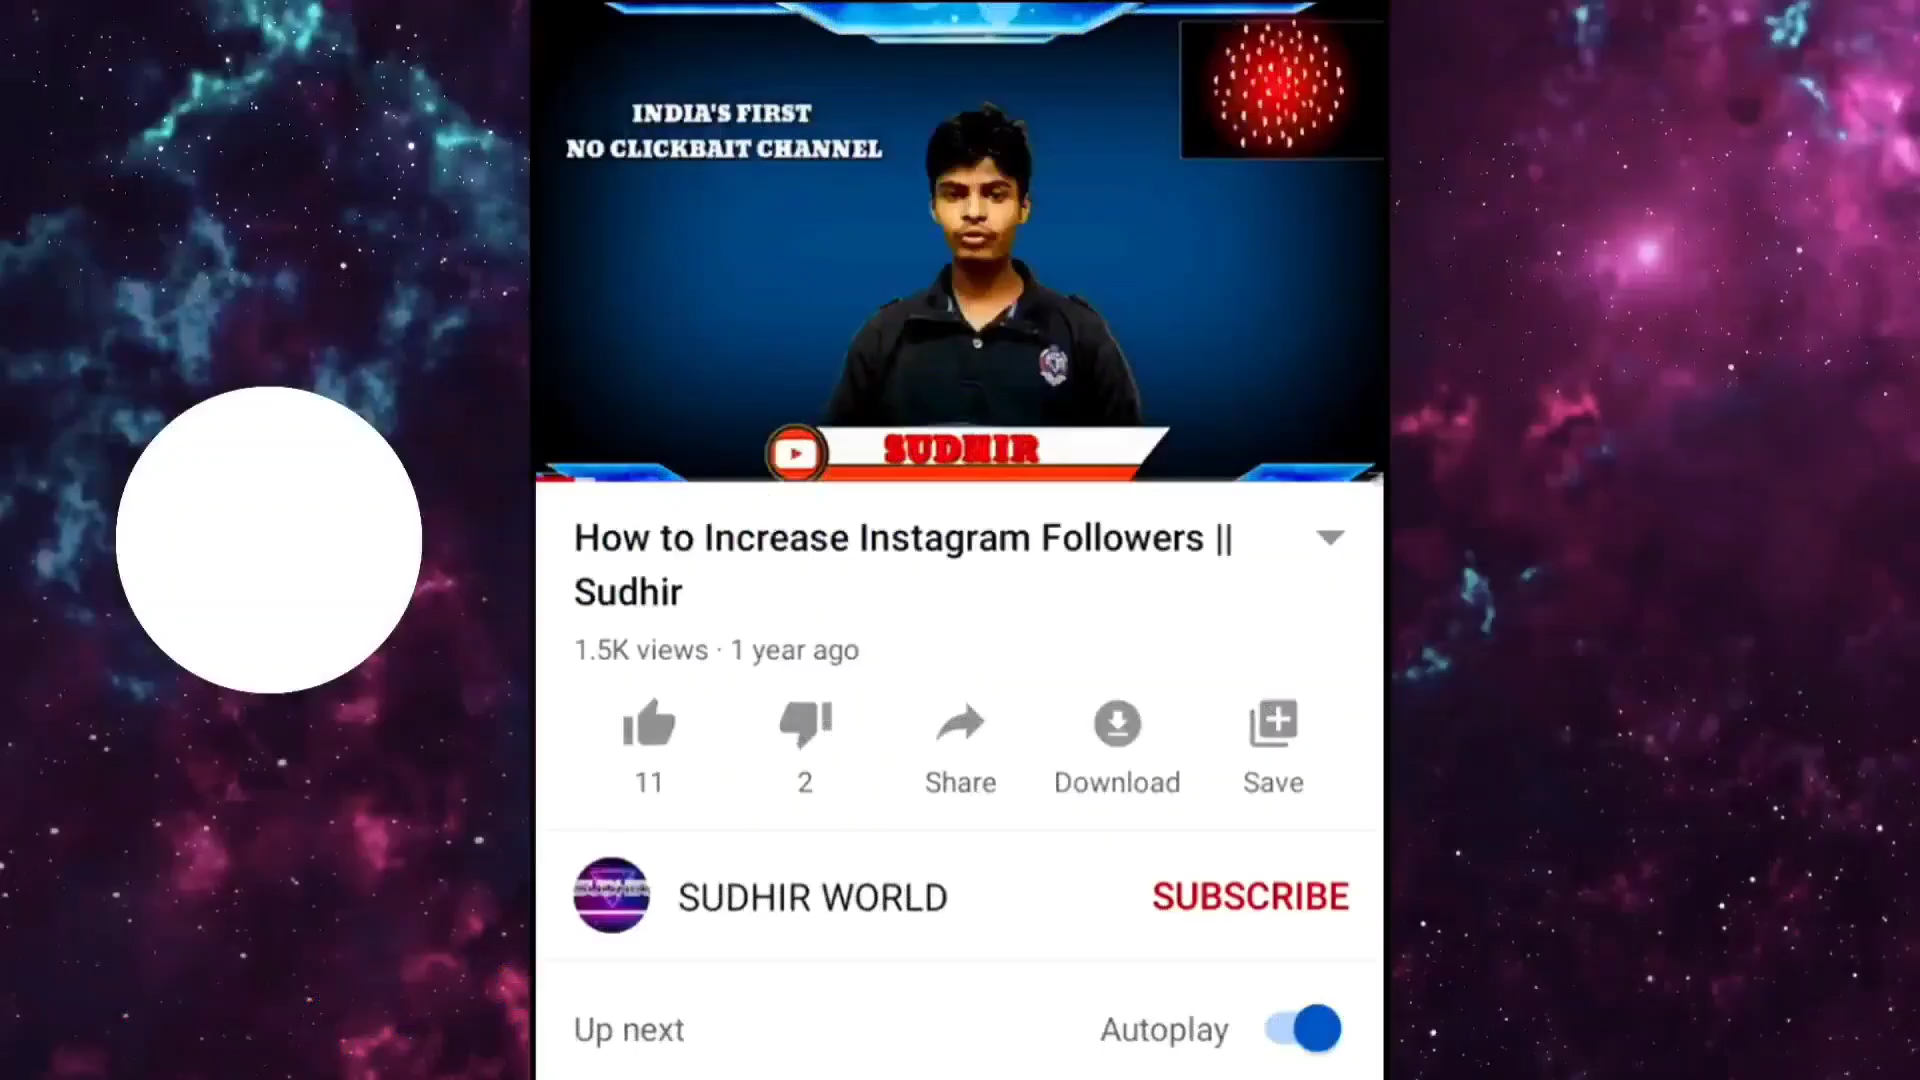 INDIA'S FIRST
NO CLICKBAIT CHANNEL
SUDHIR
How to Increase Instagram Followers ||
Sudhir
1.5K views · 1 year ago
11
2
Share
Download
Save
SUDHIR WORLD
SUBSCRIBE
Up next
Autoplay